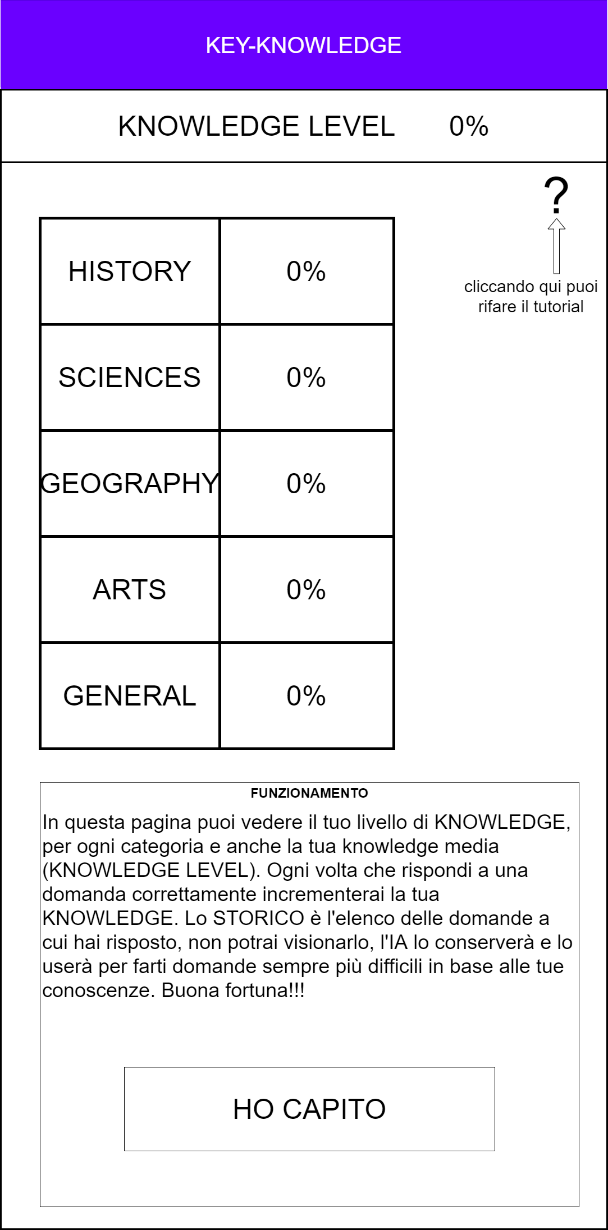 KEY-KNOWLEDGE
KNOWLEDGE LEVEL 0%
?
cliccando qui puoi
rifare il tutorial
HISTORY 0%
SCIENCES 0%
GEOGRAPHY 0%
ARTS 0%
GENERAL 0%
FUNZIONAMENTO
In questa pagina puoi vedere il tuo livello di KNOWLEDGE,
per ogni categoria e anche la tua knowledge media
(KNOWLEDGE LEVEL). Ogni volta che rispondi a una
domanda correttamente incrementerai la tua
KNOWLEDGE. Lo STORICO è l'elenco delle domande a
cui hai risposto, non potrai visionarlo, l'IA lo conserverà e lo
userà per farti domande sempre più difficili in base alle tue
conoscenze. Buona fortuna!!!
HO CAPITO